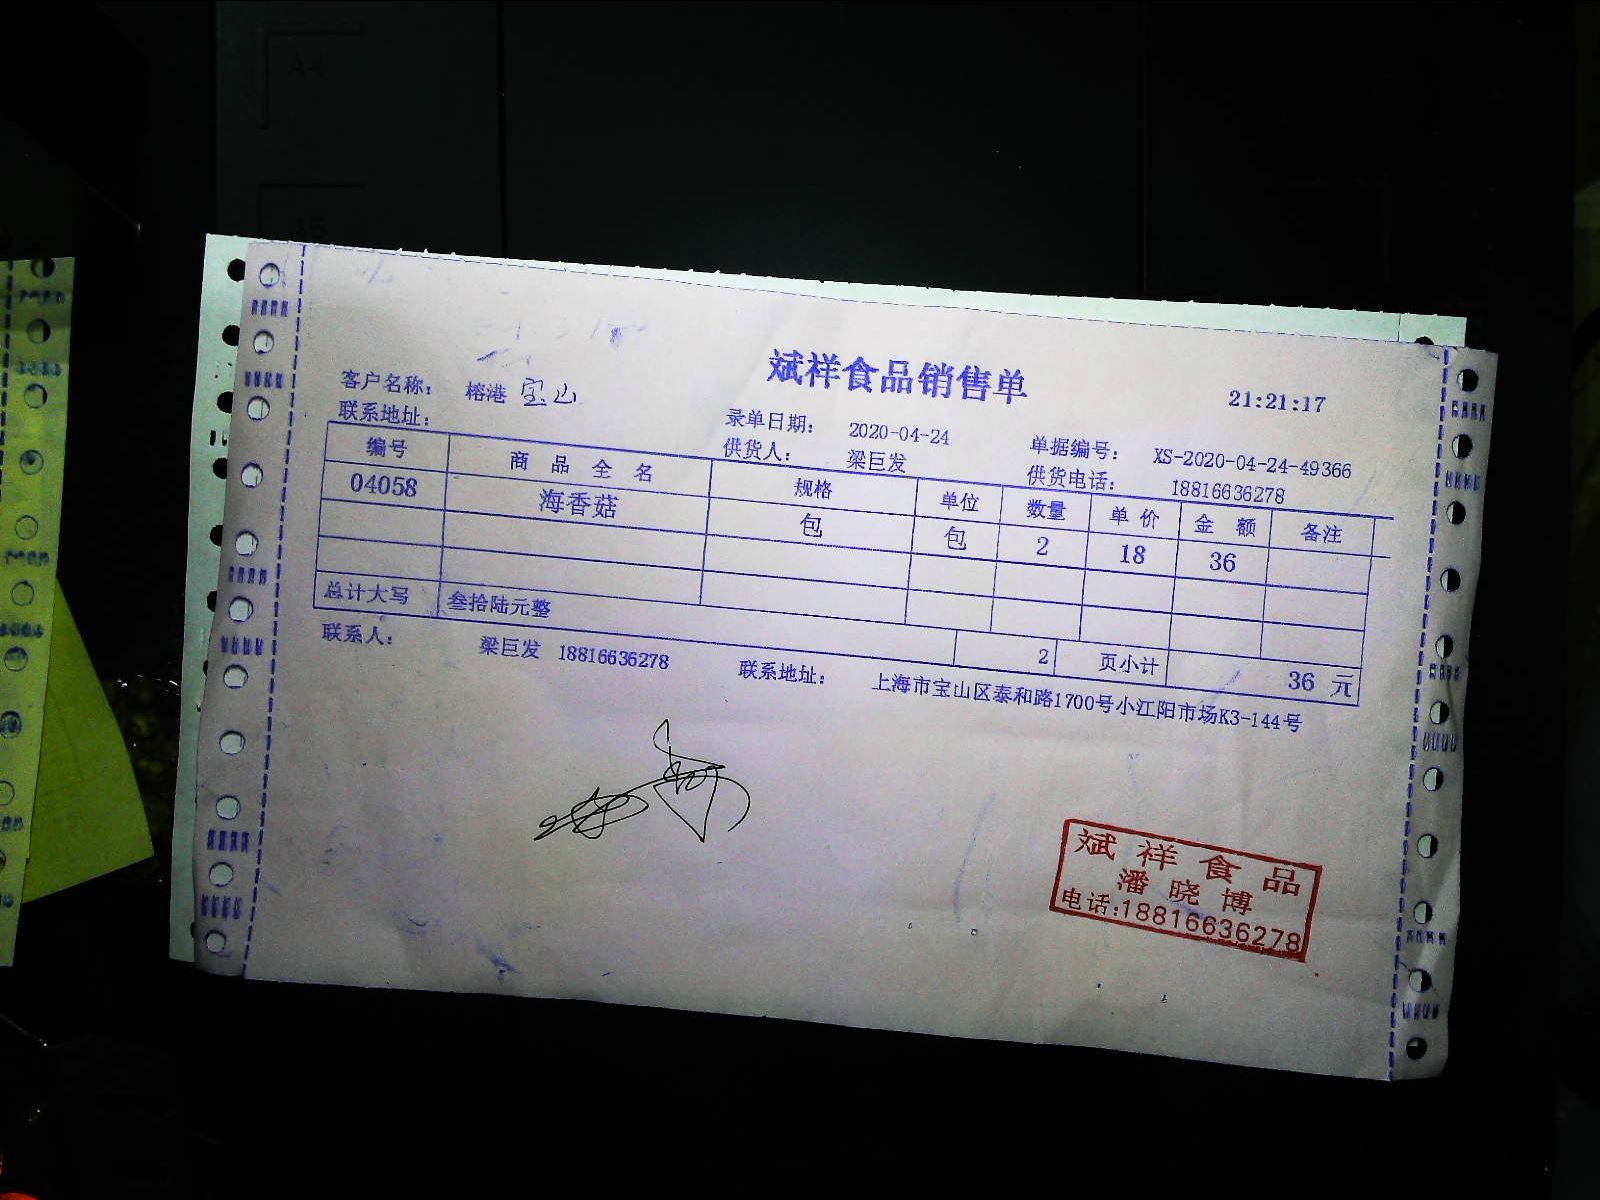 斌祥食品销售单
21:21:17
客户名称： 榕港 宝山 录单日期： 2020-04-24 单据编号： XS-2020-04-24-49366
联系地址： 供货人： 梁巨发 供货电话： 18816636278
编号 商品全名 规格 单位 数量 单价 金额 备注
04058 海香菇 包 包 2 18 36
总计大写 叁拾陆元整 2 页小计 36 元
联系人： 梁巨发 18816636278 联系地址： 上海市宝山区泰和路1700号小江阳市场K3-144号
斌祥食品
潘晓博
电话:18816636278
A4